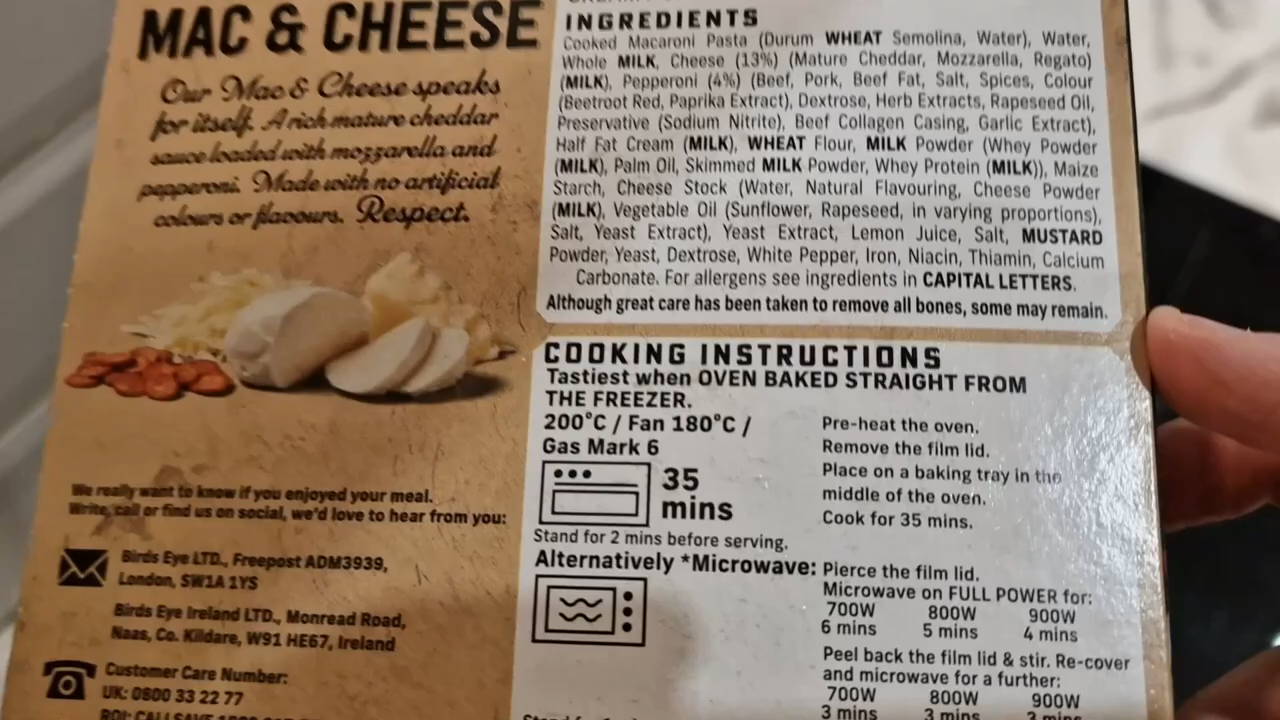 MAC & CHEESE
Our Mac & Cheese speaks
for itself. A rich mature cheddar
sauce loaded with mozzarella and
pepperoni. Made with no artificial
colours or flavours. Respect.
We really want to know if you enjoyed your meal.
Write, call or find us on social, we'd love to hear from you:
Birds Eye LTD., Freepost ADM3939,
London, SW1A 1YS
Birds Eye Ireland LTD., Monread Road,
Naas, Co. Kildare, W91 HE67, Ireland
Customer Care Number:
UK: 0800 33 22 77
INGREDIENTS
Cooked Macaroni Pasta (Durum WHEAT Semolina, Water), Water,
Whole MILK, Cheese (13%) (Mature Cheddar, Mozzarella, Regato)
(MILK), Pepperoni (4%) (Beef, Pork, Beef Fat, Salt, Spices, Colour
(Beetroot Red, Paprika Extract), Dextrose, Herb Extracts, Rapeseed Oil,
Preservative (Sodium Nitrite), Beef Collagen Casing, Garlic Extract),
Half Fat Cream (MILK), WHEAT Flour, MILK Powder (Whey Powder
(MILK), Palm Oil, Skimmed MILK Powder, Whey Protein (MILK)), Maize
Starch, Cheese Stock (Water, Natural Flavouring, Cheese Powder
(MILK), Vegetable Oil (Sunflower, Rapeseed, in varying proportions),
Salt, Yeast Extract), Yeast Extract, Lemon Juice, Salt, MUSTARD
Powder, Yeast, Dextrose, White Pepper, Iron, Niacin, Thiamin, Calcium
Carbonate. For allergens see ingredients in CAPITAL LETTERS.
Although great care has been taken to remove all bones, some may remain.
COOKING INSTRUCTIONS
Tastiest when OVEN BAKED STRAIGHT FROM
THE FREEZER.
200°C / Fan 180°C /
Gas Mark 6
35
mins
Pre-heat the oven.
Remove the film lid.
Place on a baking tray in the
middle of the oven.
Cook for 35 mins.
Stand for 2 mins before serving.
Alternatively *Microwave:
Pierce the film lid.
Microwave on FULL POWER for:
700W 800W 900W
6 mins 5 mins 4 mins
Peel back the film lid & stir. Re-cover
and microwave for a further:
700W 800W 900W
3 mins 3 mins 3 mins